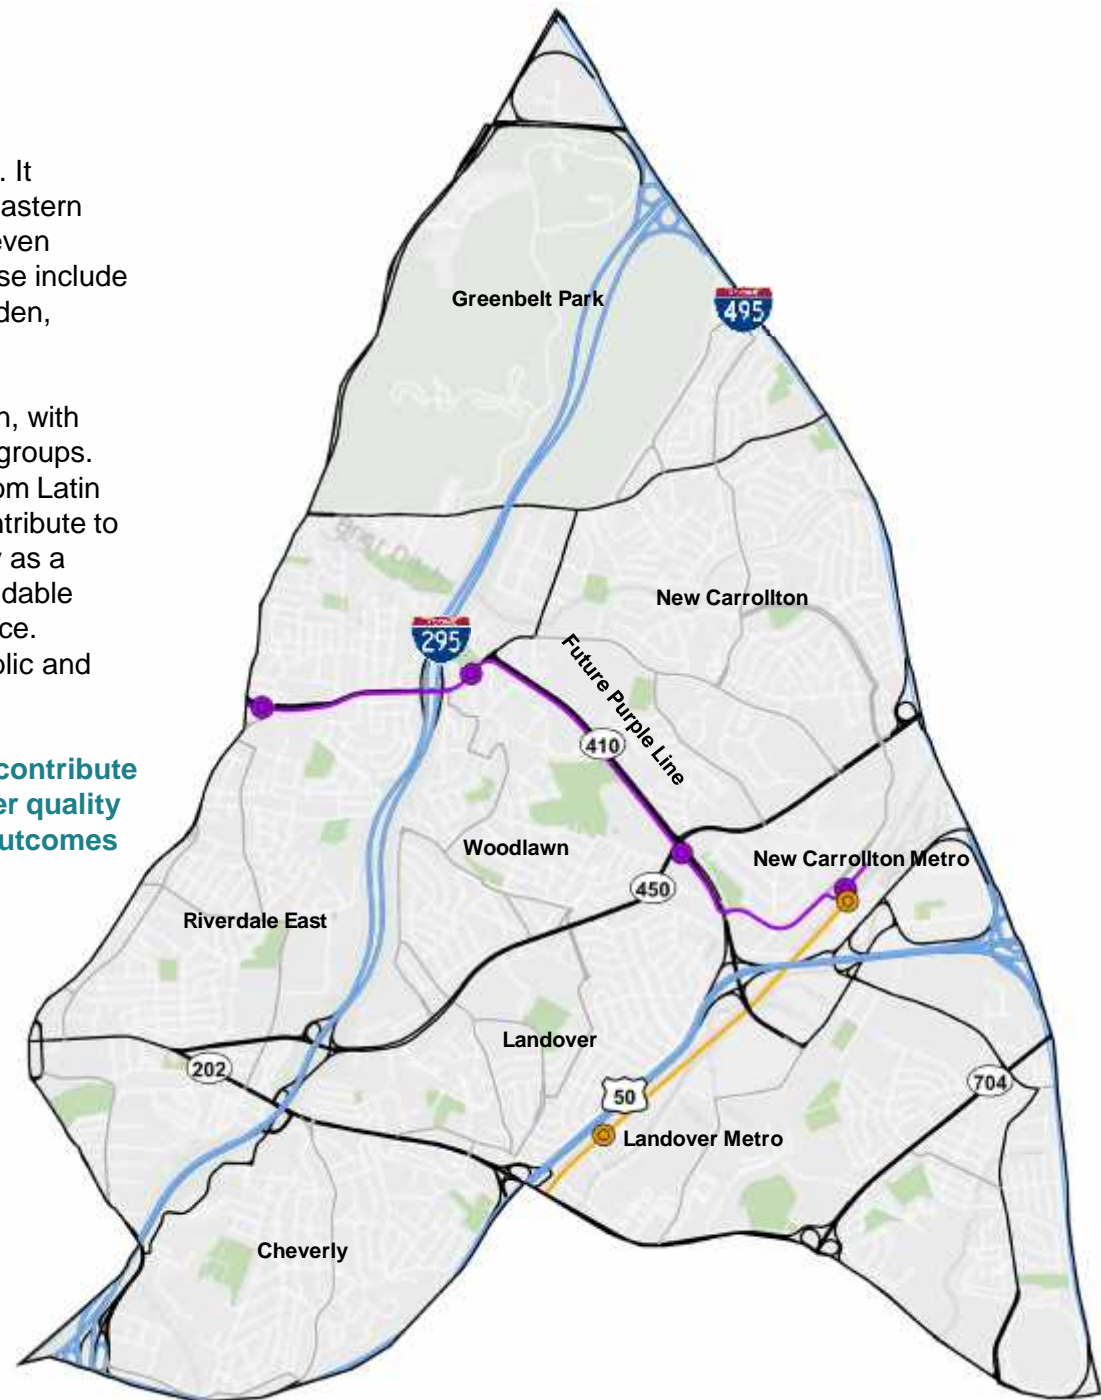 . It
astern
even
se include
den,
n, with
groups.
om Latin
ntribute to
y as a
dable
ce.
olic and
contribute
er quality
outcomes
Greenbelt Park
495
New Carrollton
295
Future Purple Line
410
Woodlawn
New Carrollton Metro
450
Riverdale East
Landover
202
50
704
Landover Metro
Cheverly